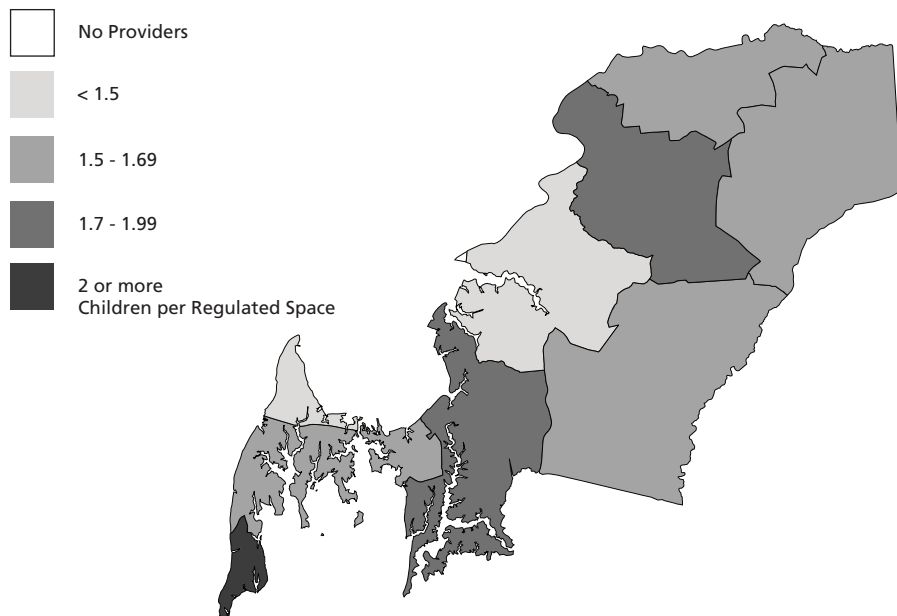 No Providers
< 1.5
1.5 - 1.69
1.7 - 1.99
2 or more
Children per Regulated Space